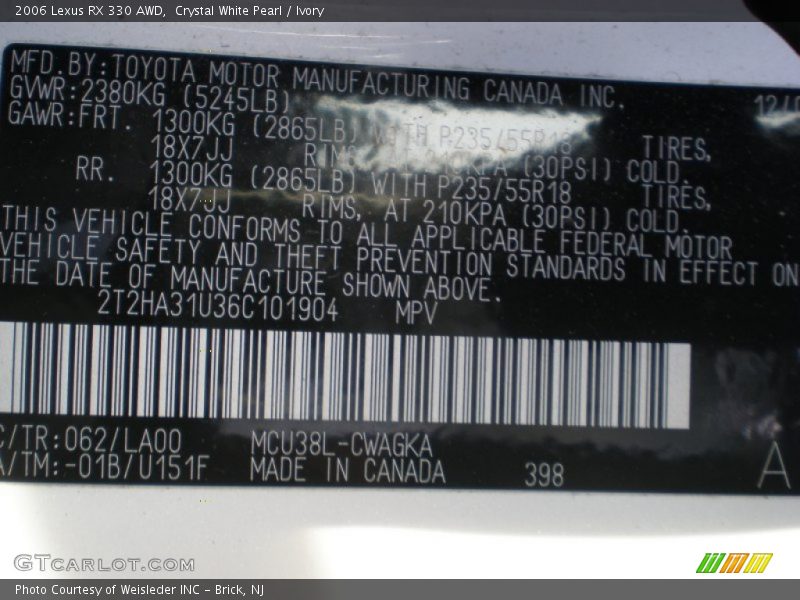 2006 Lexus RX 330 AWD,  Crystal White Pearl / Ivory
MFD.BY:TOYOTA MOTOR MANUFACTURING CANADA INC.
GVWR:2380KG (5245LB)
GAWR:FRT. 1300KG (2865LB) WITH P235/55R18 TIRES,
18X7JJ RIMS, AT 210KPA (30PSI) COLD.
RR. 1300KG (2865LB) WITH P235/55R18 TIRES,
18X7JJ RIMS, AT 210KPA (30PSI) COLD.
THIS VEHICLE CONFORMS TO ALL APPLICABLE FEDERAL MOTOR
VEHICLE SAFETY AND THEFT PREVENTION STANDARDS IN EFFECT ON
THE DATE OF MANUFACTURE SHOWN ABOVE.
2T2HA31U36C101904 MPV
C/TR:062/LA00 MCU38L-CWAGKA
A/TM:-01B/U151F MADE IN CANADA 398 A
GTCARLOT.COM
Photo Courtesy of Weisleder INC - Brick, NJ